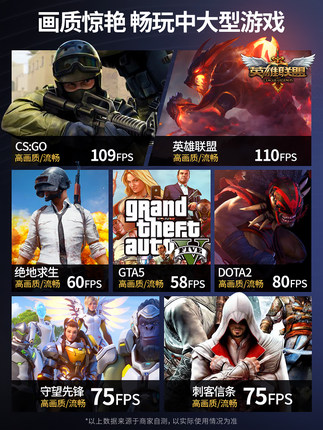 画质惊艳 畅玩中大型游戏
英雄联盟
CS:GO
高画质/流畅 109FPS
英雄联盟
高画质/流畅 110FPS
grand
theft
auto
FIVE
绝地求生
高画质/流畅 60FPS
GTA5
高画质/流畅 58FPS
DOTA2
高画质/流畅 80FPS
守望先锋
高画质/流畅 75FPS
刺客信条
高画质/流畅 75FPS
*以上数据来源于商家自测,以实际使用情况为准